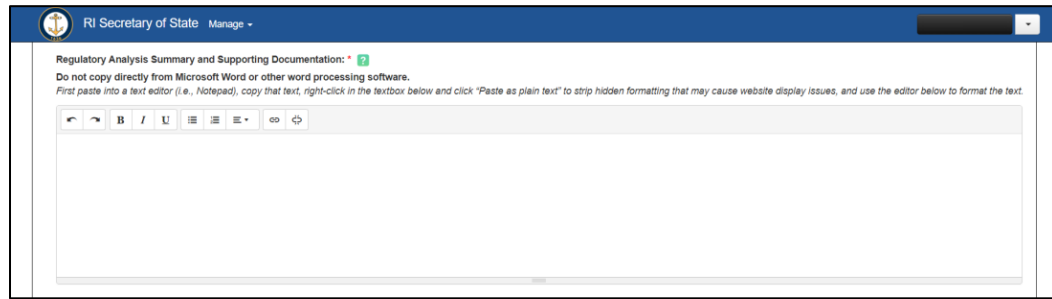 RI Secretary of State Manage
Regulatory Analysis Summary and Supporting Documentation: * ?
Do not copy directly from Microsoft Word or other word processing software.
First paste into a text editor (i.e., Notepad), copy that text, right-click in the textbox below and click "Paste as plain text" to strip hidden formatting that may cause website display issues, and use the editor below to format the text.
B I U